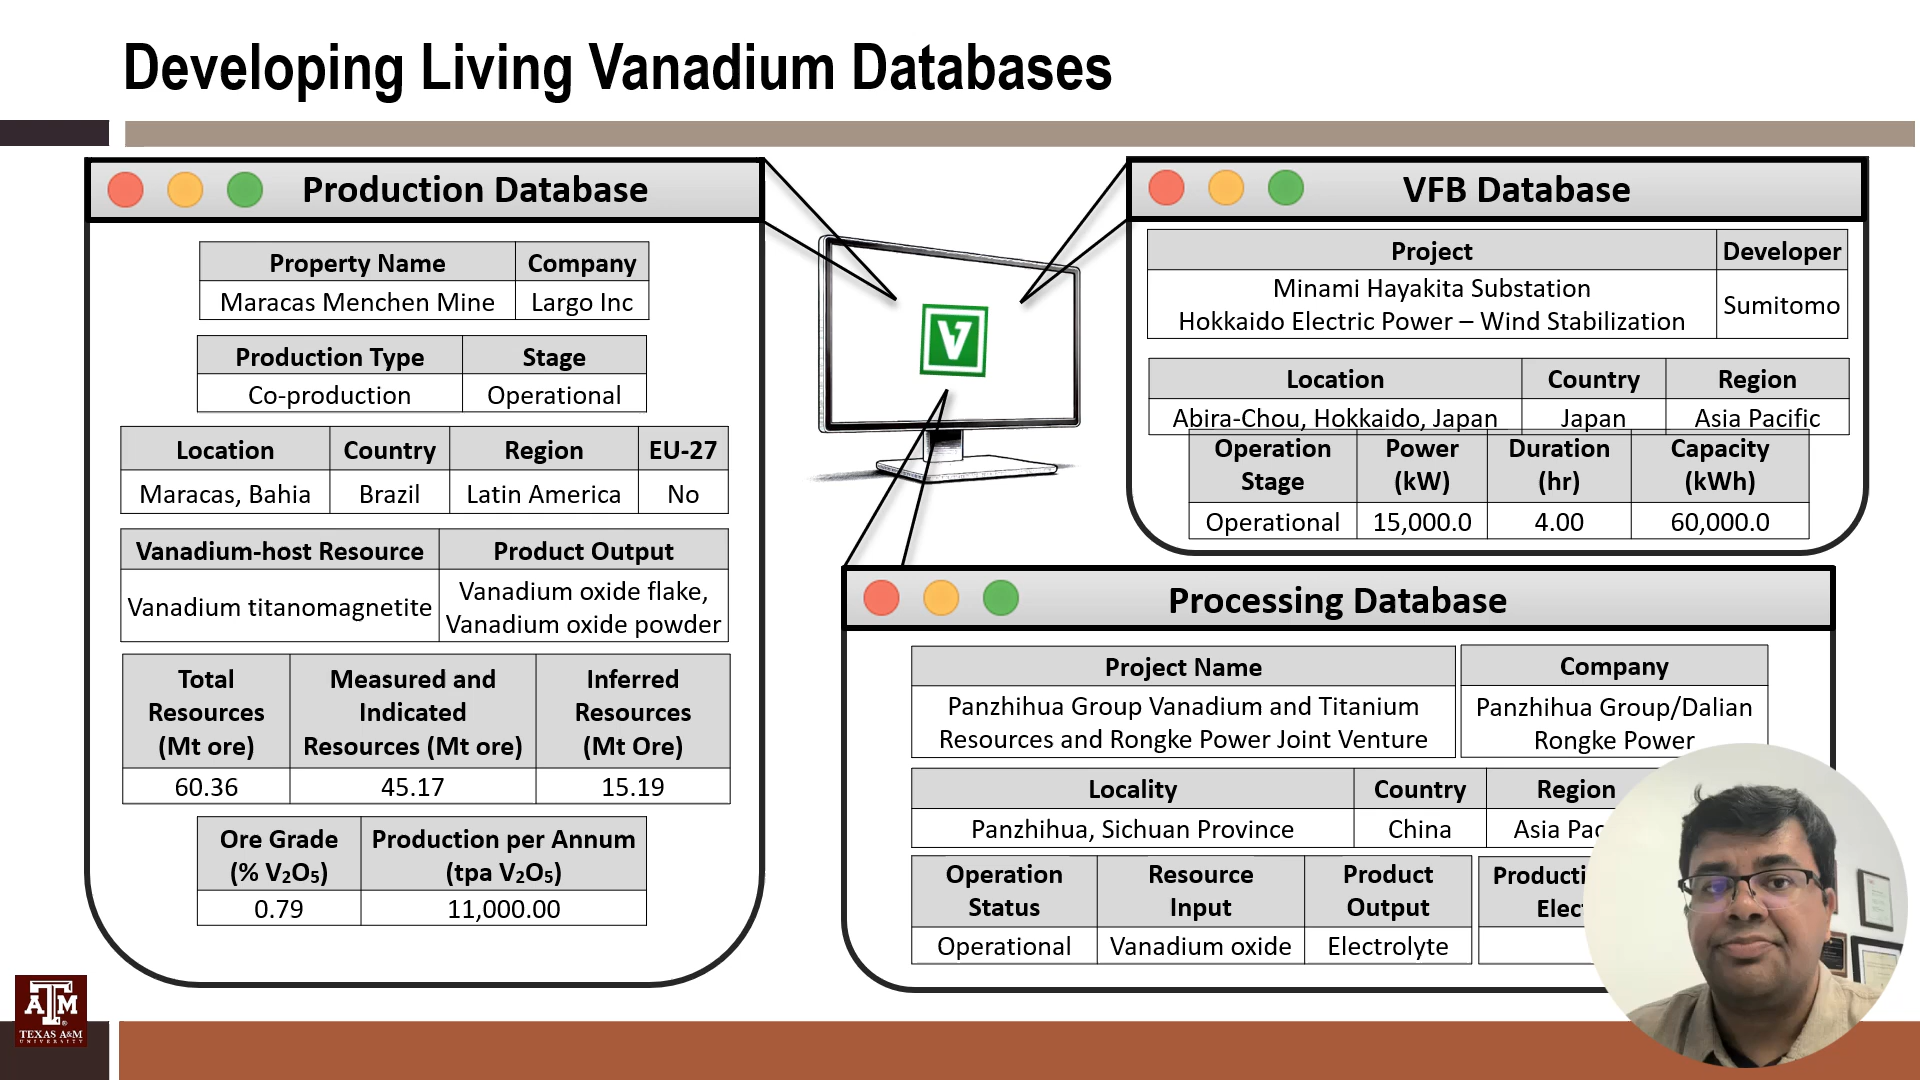 Developing Living Vanadium Databases
Production Database
Property Name Company
Maracas Menchen Mine Largo Inc
Production Type Stage
Co-production Operational
Location Country Region EU-27
Maracas, Bahia Brazil Latin America No
Vanadium-host Resource Product Output
Vanadium titanomagnetite Vanadium oxide flake,
Vanadium oxide powder
Total Measured and Inferred
Resources Indicated Resources
(Mt ore) Resources (Mt ore) (Mt Ore)
60.36 45.17 15.19
Ore Grade Production per Annum
(% V₂O₅) (tpa V₂O₅)
0.79 11,000.00
V
VFB Database
Project Developer
Minami Hayakita Substation
Hokkaido Electric Power – Wind Stabilization Sumitomo
Location Country Region
Abira-Chou, Hokkaido, Japan Japan Asia Pacific
Operation Power Duration Capacity
Stage (kW) (hr) (kWh)
Operational 15,000.0 4.00 60,000.0
Processing Database
Project Name Company
Panzhihua Group Vanadium and Titanium Panzhihua Group/Dalian
Resources and Rongke Power Joint Venture Rongke Power
Locality Country Region
Panzhihua, Sichuan Province China Asia
Operation Resource Product
Status Input Output
Operational Vanadium oxide Electrolyte
ATM
TEXAS A&M
UNIVERSITY